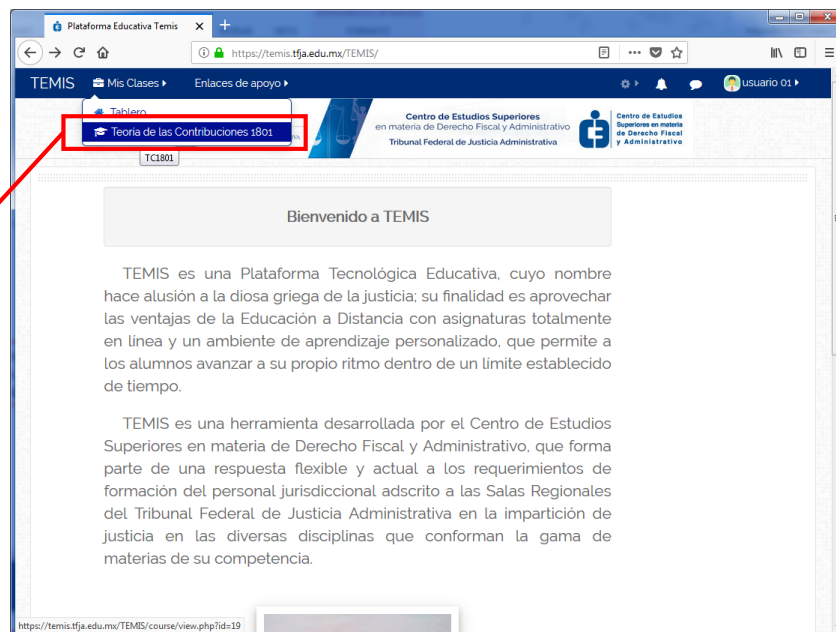 Plataforma Educativa Temis
https://temis.tfja.edu.mx/TEMIS/
TEMIS Mis Clases Enlaces de apoyo usuario 01
Tablero
Teoría de las Contribuciones 1801
TC1801
Centro de Estudios Superiores
en materia de Derecho Fiscal y Administrativo
Tribunal Federal de Justicia Administrativa
Centro de Estudios
Superiores en materia
de Derecho Fiscal
y Administrativo
Bienvenido a TEMIS
TEMIS es una Plataforma Tecnológica Educativa, cuyo nombre
hace alusión a la diosa griega de la justicia; su finalidad es aprovechar
las ventajas de la Educación a Distancia con asignaturas totalmente
en línea y un ambiente de aprendizaje personalizado, que permite a
los alumnos avanzar a su propio ritmo dentro de un límite establecido
de tiempo.
TEMIS es una herramienta desarrollada por el Centro de Estudios
Superiores en materia de Derecho Fiscal y Administrativo, que forma
parte de una respuesta flexible y actual a los requerimientos de
formación del personal jurisdiccional adscrito a las Salas Regionales
del Tribunal Federal de Justicia Administrativa en la impartición de
justicia en las diversas disciplinas que conforman la gama de
materias de su competencia.
https://temis.tfja.edu.mx/TEMIS/course/view.php?id=19